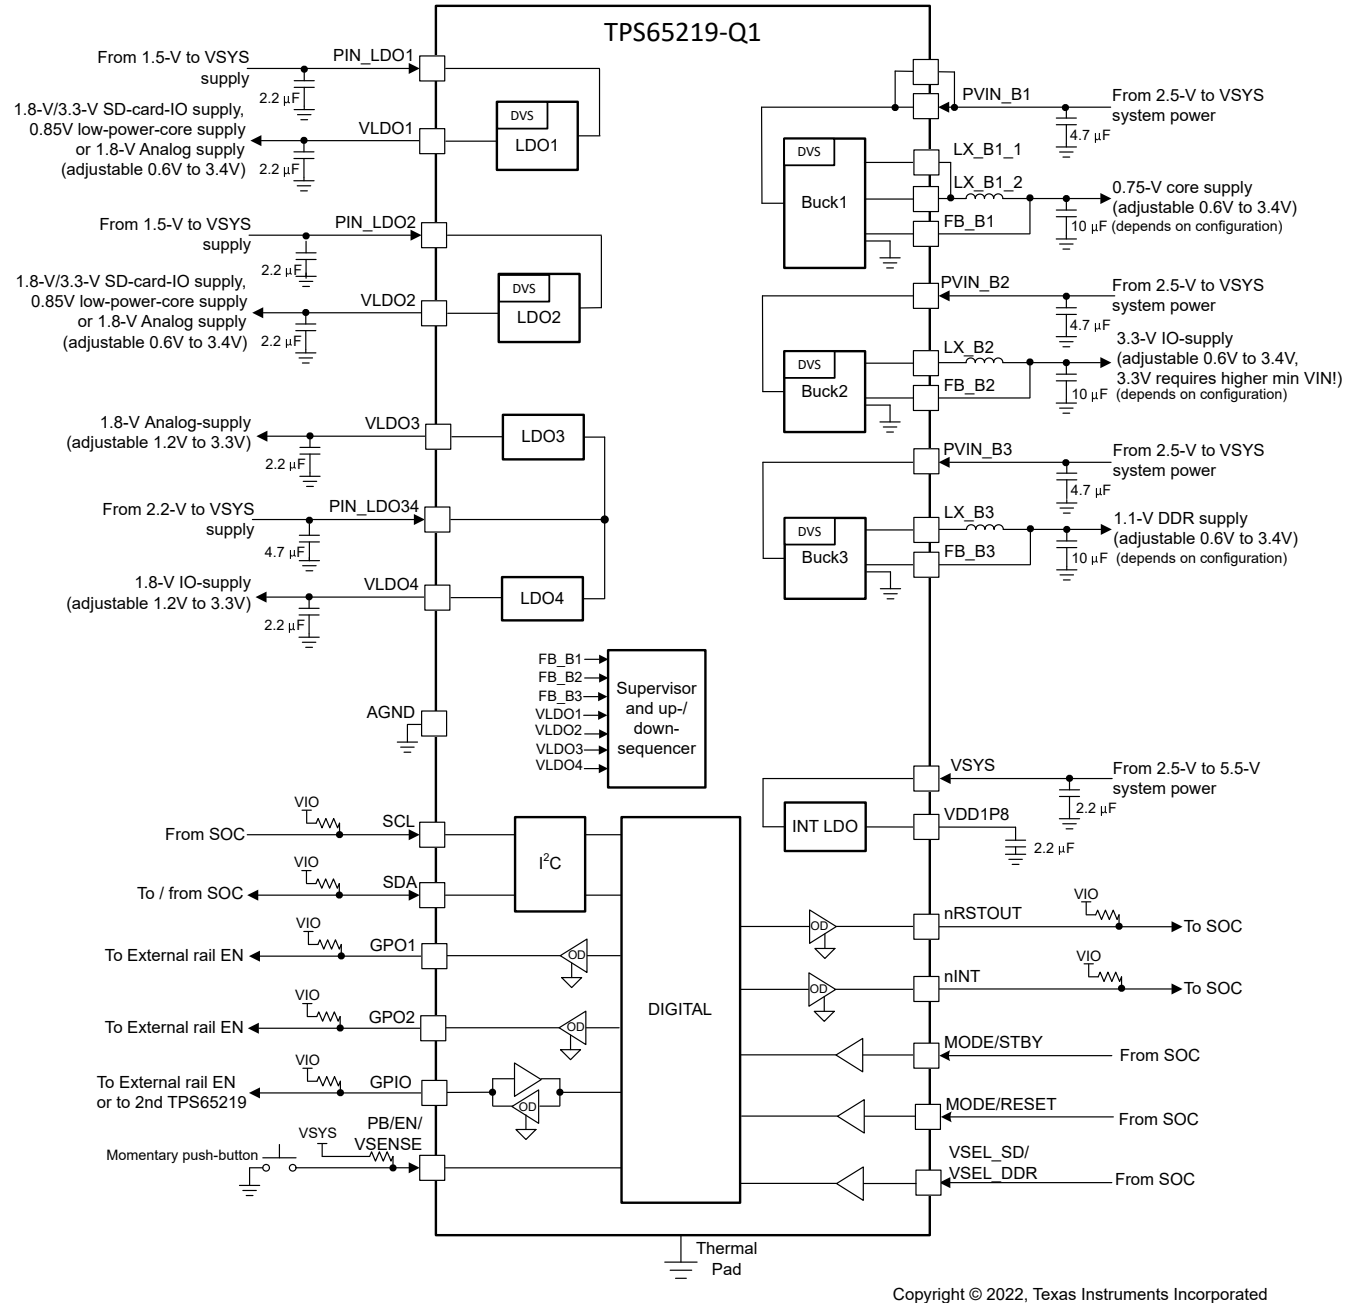 TPS65219-Q1
From 1.5-V to VSYS
supply
PIN_LDO1
2.2 μF
1.8-V/3.3-V SD-card-IO supply,
0.85V low-power-core supply
or 1.8-V Analog supply
(adjustable 0.6V to 3.4V)
VLDO1
2.2 μF
DVS
LDO1
From 1.5-V to VSYS
supply
PIN_LDO2
2.2 μF
1.8-V/3.3-V SD-card-IO supply,
0.85V low-power-core supply
or 1.8-V Analog supply
(adjustable 0.6V to 3.4V)
VLDO2
2.2 μF
DVS
LDO2
1.8-V Analog-supply
(adjustable 1.2V to 3.3V)
VLDO3
2.2 μF
LDO3
From 2.2-V to VSYS
supply
PIN_LDO34
4.7 μF
1.8-V IO-supply
(adjustable 1.2V to 3.3V)
VLDO4
2.2 μF
LDO4
FB_B1
FB_B2
FB_B3
VLDO1
VLDO2
VLDO3
VLDO4
Supervisor
and up-/
down-
sequencer
AGND
VIO
From SOC
SCL
VIO
To / from SOC
SDA
I²C
VIO
To External rail EN
GPO1
OD
VIO
To External rail EN
GPO2
OD
VIO
To External rail EN
or to 2nd TPS65219
GPIO
OD
Momentary push-button
VSYS
PB/EN/
VSENSE
DIGITAL
PVIN_B1
From 2.5-V to VSYS
system power
4.7 μF
DVS
Buck1
LX_B1_1
LX_B1_2
FB_B1
0.75-V core supply
(adjustable 0.6V to 3.4V)
10 μF (depends on configuration)
PVIN_B2
From 2.5-V to VSYS
system power
4.7 μF
DVS
Buck2
LX_B2
FB_B2
3.3-V IO-supply
(adjustable 0.6V to 3.4V,
3.3V requires higher min VIN!)
10 μF (depends on configuration)
PVIN_B3
From 2.5-V to VSYS
system power
4.7 μF
DVS
Buck3
LX_B3
FB_B3
1.1-V DDR supply
(adjustable 0.6V to 3.4V)
10 μF (depends on configuration)
VSYS
From 2.5-V to 5.5-V
system power
2.2 μF
INT LDO
VDD1P8
2.2 μF
OD
nRSTOUT
VIO
To SOC
OD
nINT
VIO
To SOC
MODE/STBY
From SOC
MODE/RESET
From SOC
VSEL_SD/
VSEL_DDR
From SOC
Thermal
Pad
Copyright © 2022, Texas Instruments Incorporated